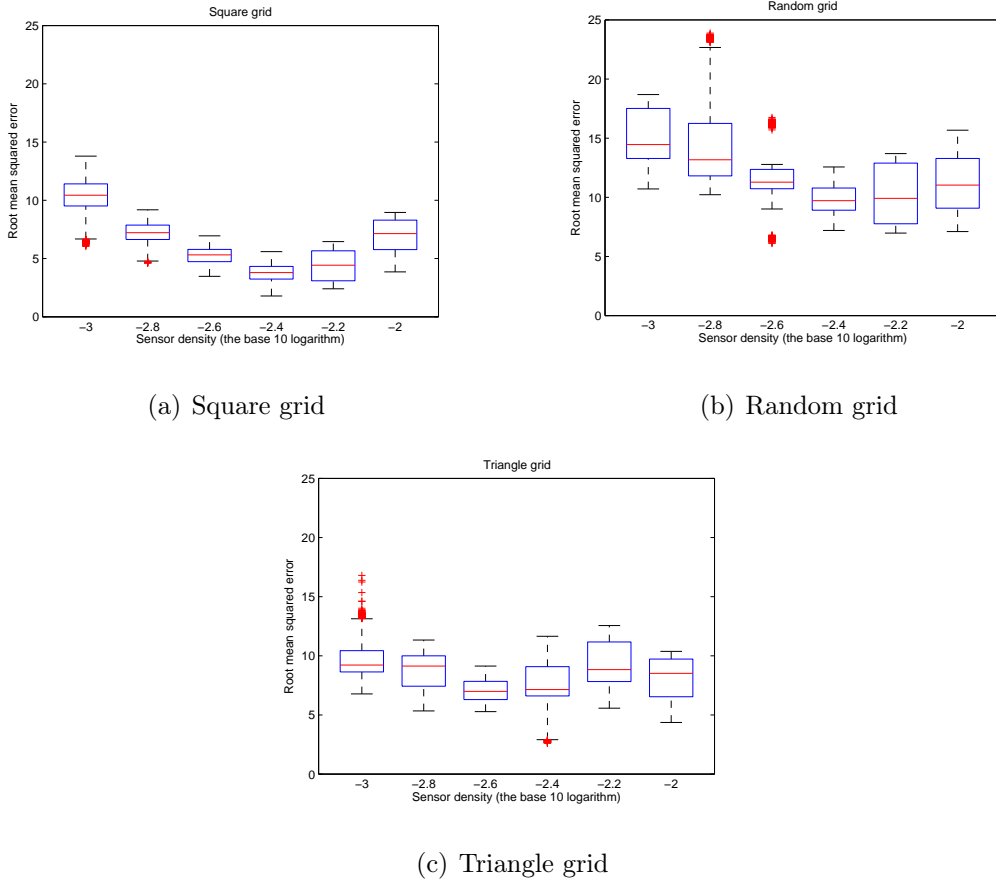 Square grid
25
20
15
10
5
0
Root mean squared error
−3 −2.8 −2.6 −2.4 −2.2 −2
Sensor density (the base 10 logarithm)
(a) Square grid
Random grid
25
20
15
10
5
0
Root mean squared error
−3 −2.8 −2.6 −2.4 −2.2 −2
Sensor density (the base 10 logarithm)
(b) Random grid
Triangle grid
25
20
15
10
5
0
Root mean squared error
−3 −2.8 −2.6 −2.4 −2.2 −2
Sensor density (the base 10 logarithm)
(c) Triangle grid